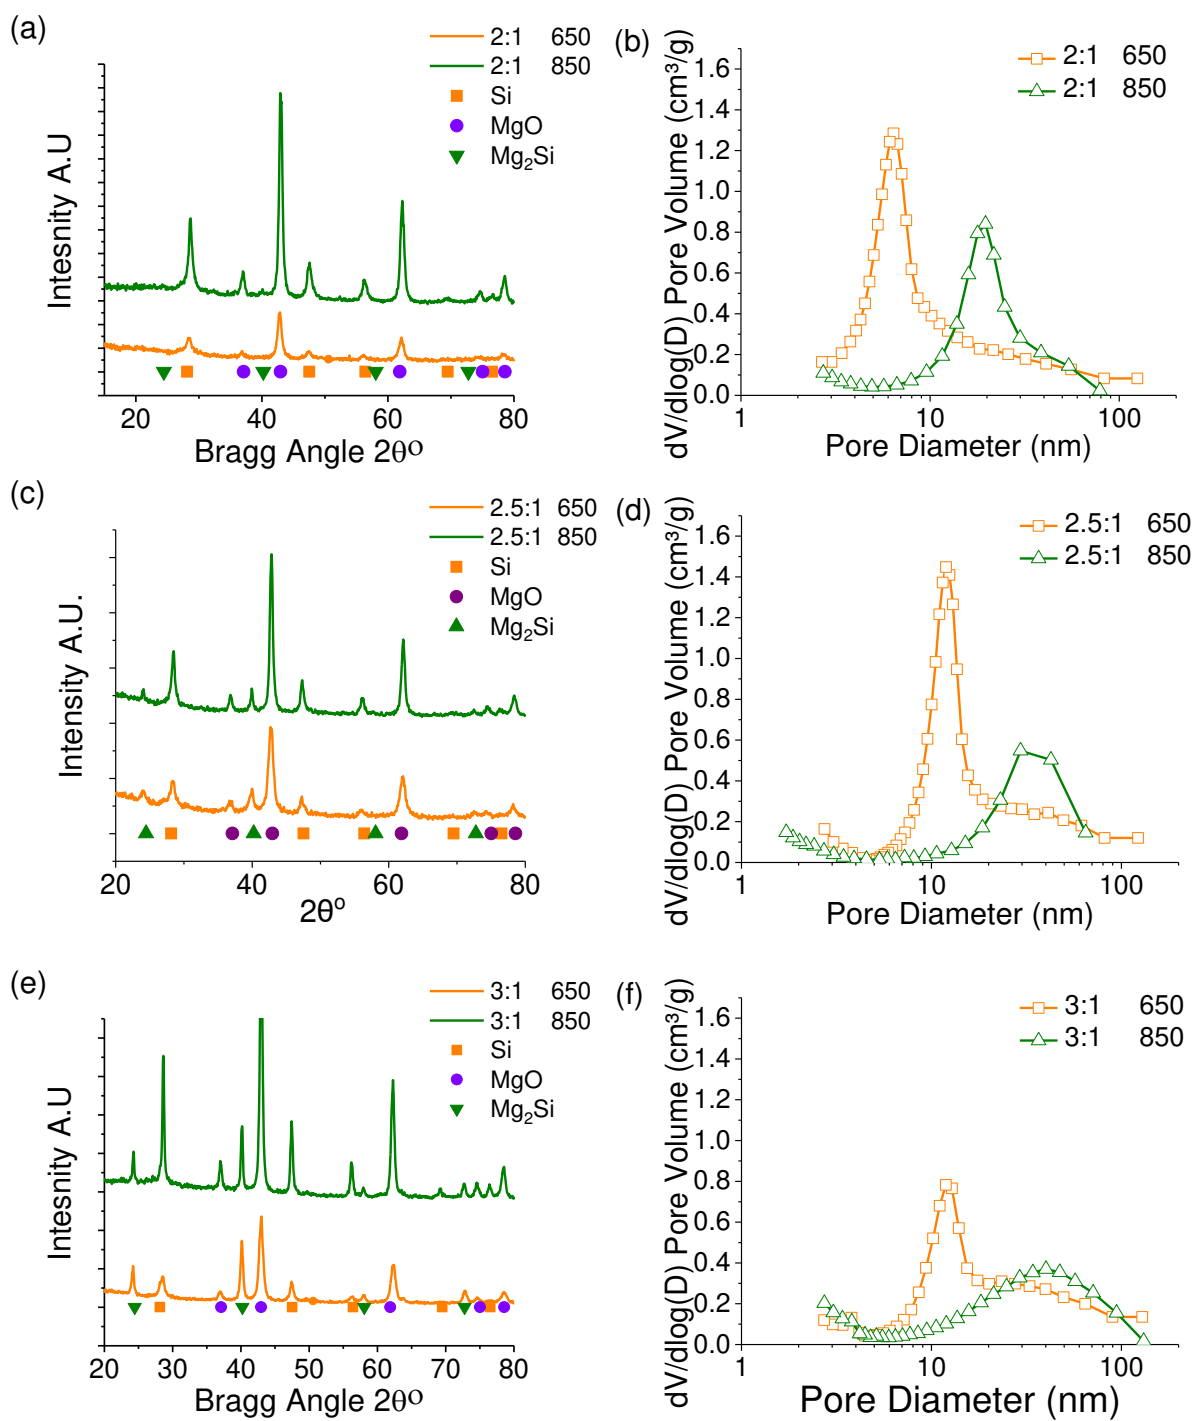 (a)
2:1 650
2:1 850
Si
MgO
Mg₂Si
Intesnity A.U
20 40 60 80
Bragg Angle 2θº
(b)
2:1 650
2:1 850
dV/dlog(D) Pore Volume (cm³/g)
1.6
1.4
1.2
1.0
0.8
0.6
0.4
0.2
0.0
1 10 100
Pore Diameter (nm)
(c)
2.5:1 650
2.5:1 850
Si
MgO
Mg₂Si
Intensity A.U.
20 40 60 80
2θº
(d)
2.5:1 650
2.5:1 850
dV/dlog(D) Pore Volume (cm³/g)
1.6
1.4
1.2
1.0
0.8
0.6
0.4
0.2
0.0
1 10 100
Pore Diameter (nm)
(e)
3:1 650
3:1 850
Si
MgO
Mg₂Si
Intesnity A.U
20 30 40 50 60 70 80
Bragg Angle 2θº
(f)
3:1 650
3:1 850
dV/dlog(D) Pore Volume (cm³/g)
1.6
1.4
1.2
1.0
0.8
0.6
0.4
0.2
0.0
1 10 100
Pore Diameter (nm)